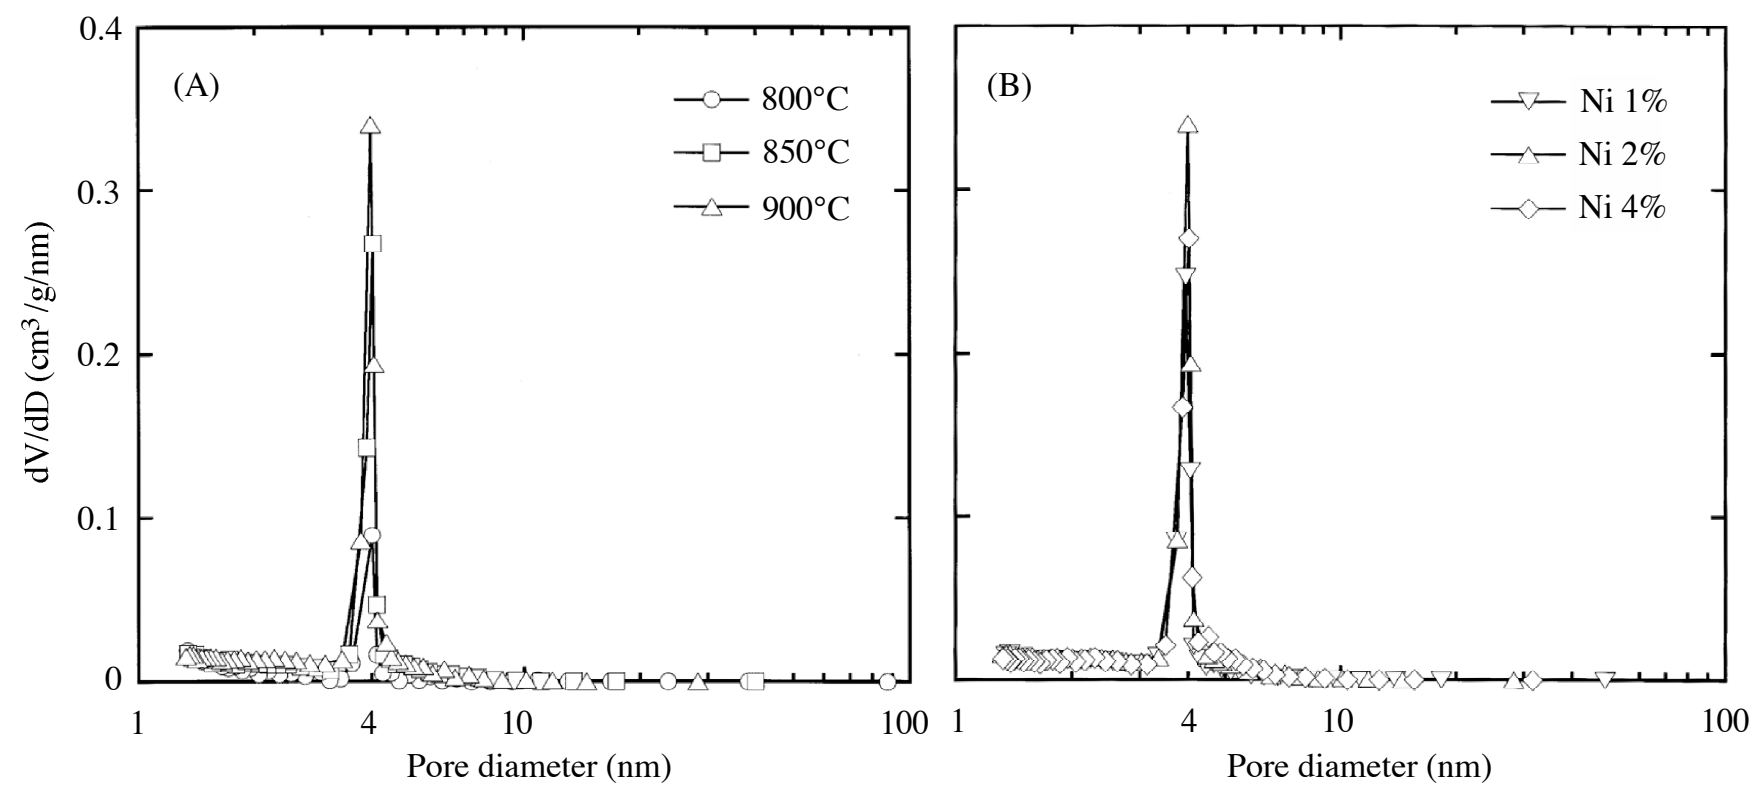 0.4
(A)
800°C
850°C
900°C
0.3
0.2
0.1
0
dV/dD (cm³/g/nm)
1
4
10
100
Pore diameter (nm)
(B)
Ni 1%
Ni 2%
Ni 4%
1
4
10
100
Pore diameter (nm)